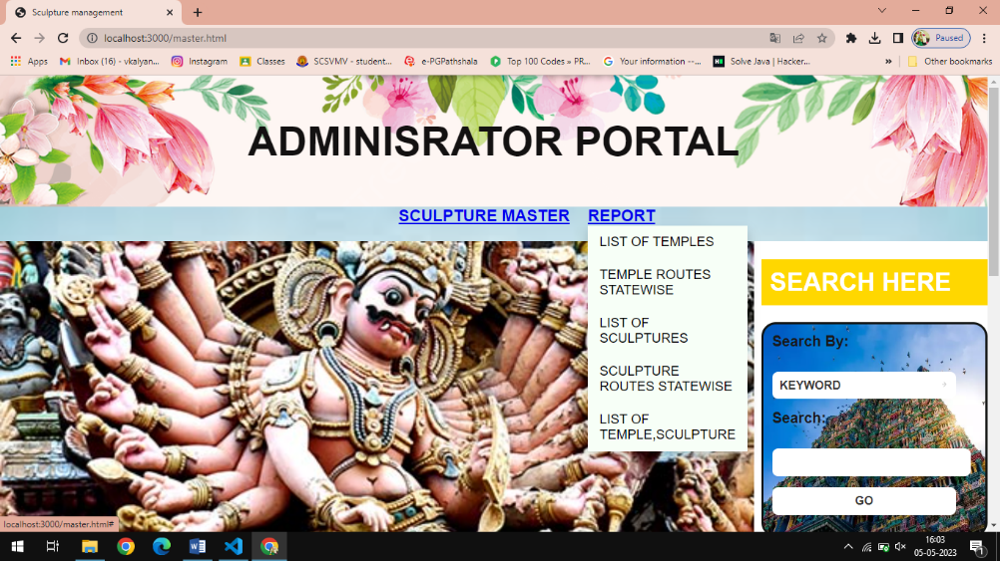 Sculpture management
localhost:3000/master.html
Paused
Apps
Inbox (16) - vkalyan...
Instagram
Classes
SCSVMV - student...
e-PGPathshala
Top 100 Codes » PR...
Your information --...
Solve Java | Hacker...
»
Other bookmarks
ADMINISRATOR PORTAL
SCULPTURE MASTER
REPORT
LIST OF TEMPLES
TEMPLE ROUTES
STATEWISE
LIST OF
SCULPTURES
SCULPTURE
ROUTES STATEWISE
LIST OF
TEMPLE,SCULPTURE
SEARCH HERE
Search By:
KEYWORD
Search:
GO
localhost:3000/master.html#
16:03
05-05-2023
1